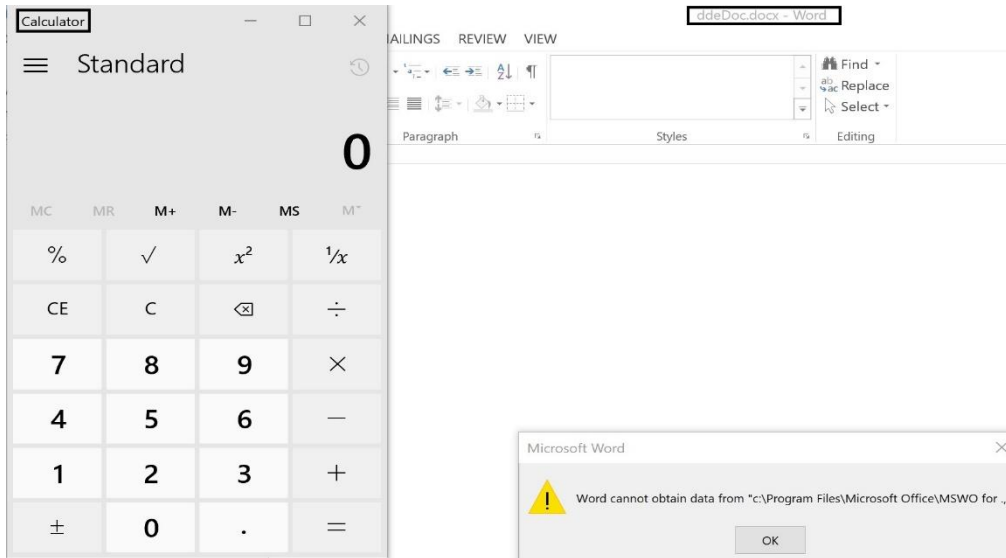 Calculator
Standard
0
MC MR M+ M- MS M˅
% √ x² ¹/x
CE C ÷
7 8 9 ×
4 5 6 −
1 2 3 +
± 0 . =
ddeDoc.docx - Word
AILINGS REVIEW VIEW
Find
Replace
Select
Paragraph Styles Editing
Microsoft Word
Word cannot obtain data from "c:\Program Files\Microsoft Office\MSWO for .,
OK